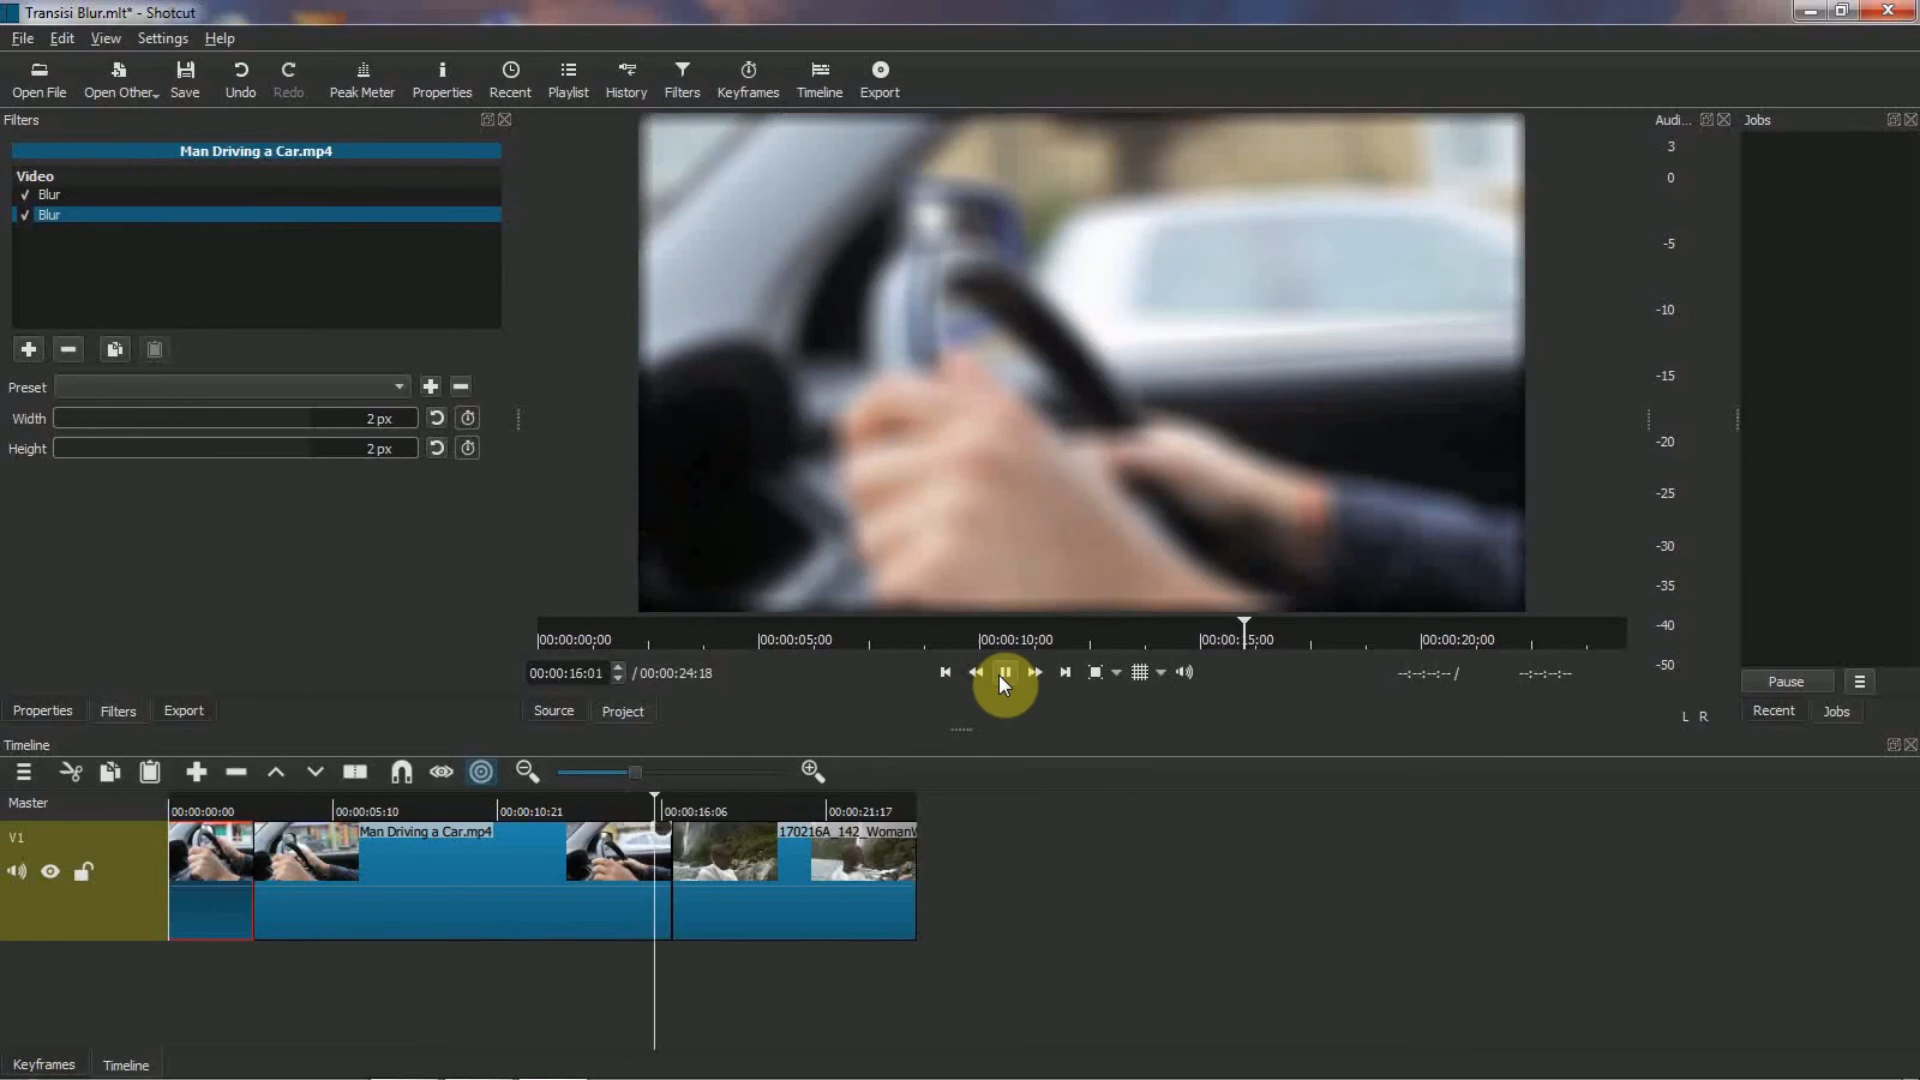 Transisi Blur.mlt* - Shotcut
File Edit View Settings Help
Open File Open Other Save Undo Redo Peak Meter Properties Recent Playlist History Filters Keyframes Timeline Export
Filters
Man Driving a Car.mp4
Video
✓ Blur
✓ Blur
Preset
Width 2 px
Height 2 px
Audi... Jobs
3
0
-5
-10
-15
-20
-25
-30
-35
-40
-50
L R
00:00:00:00 00:00:05:00 00:00:10:00 00:00:15:00 00:00:20:00
00:00:16:01 / 00:00:24:18 --:--:--:-- / --:--:--:--
Pause
Properties Filters Export Source Project Recent Jobs
Timeline
Master
00:00:00:00 00:00:05:10 00:00:10:21 00:00:16:06 00:00:21:17
V1
Man Driving a Car.mp4 170216A_142_WomanW
Keyframes Timeline